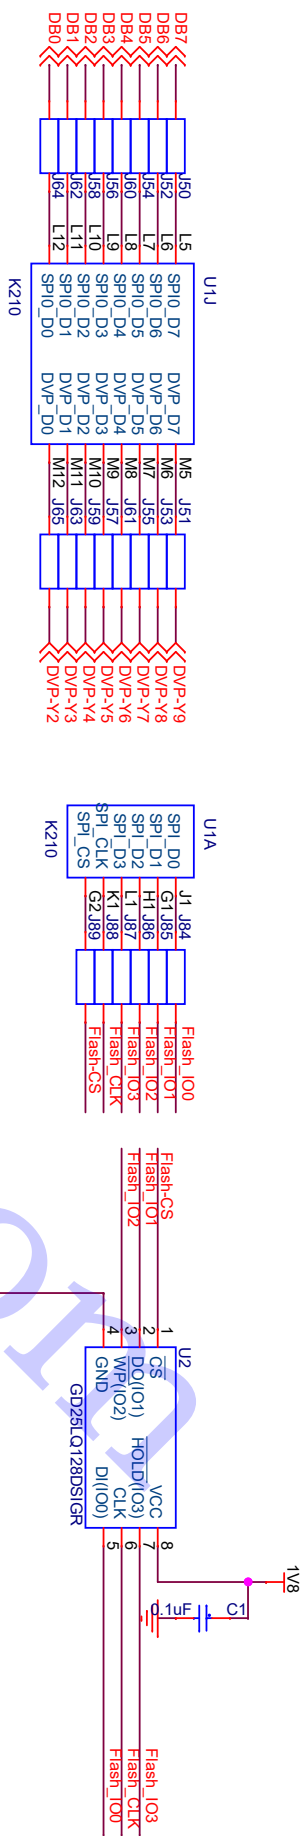 U1J
DB7 J50 L5 SPI0_D7 DVP_D7 M5 J51 DVP-Y9
DB6 J52 L6 SPI0_D6 DVP_D6 M6 J53 DVP-Y8
DB5 J54 L7 SPI0_D5 DVP_D5 M7 J55 DVP-Y7
DB4 J60 L8 SPI0_D4 DVP_D4 M8 J61 DVP-Y6
DB3 J56 L9 SPI0_D3 DVP_D3 M9 J57 DVP-Y5
DB2 J58 L10 SPI0_D2 DVP_D2 M10 J59 DVP-Y4
DB1 J62 L11 SPI0_D1 DVP_D1 M11 J63 DVP-Y3
DB0 J64 L12 SPI0_D0 DVP_D0 M12 J65 DVP-Y2
K210
U1A
SPI_D0 J1 J84 Flash_IO0
SPI_D1 G1 J85 Flash_IO1
SPI_D2 H1 J86 Flash_IO2
SPI_D3 L1 J87 Flash_IO3
SPI_CLK K1 J88 Flash_CLK
SPI_CS G2 J89 Flash-CS
K210
1V8
C1
0.1uF
U2
Flash-CS 1 CS VCC 8
Flash_IO1 2 DO(IO1) HOLD(IO3) 7 Flash_IO3
Flash_IO2 3 WP(IO2) CLK 6 Flash_CLK
4 GND DI(IO0) 5 Flash_IO0
GD25LQ128DSIGR
om